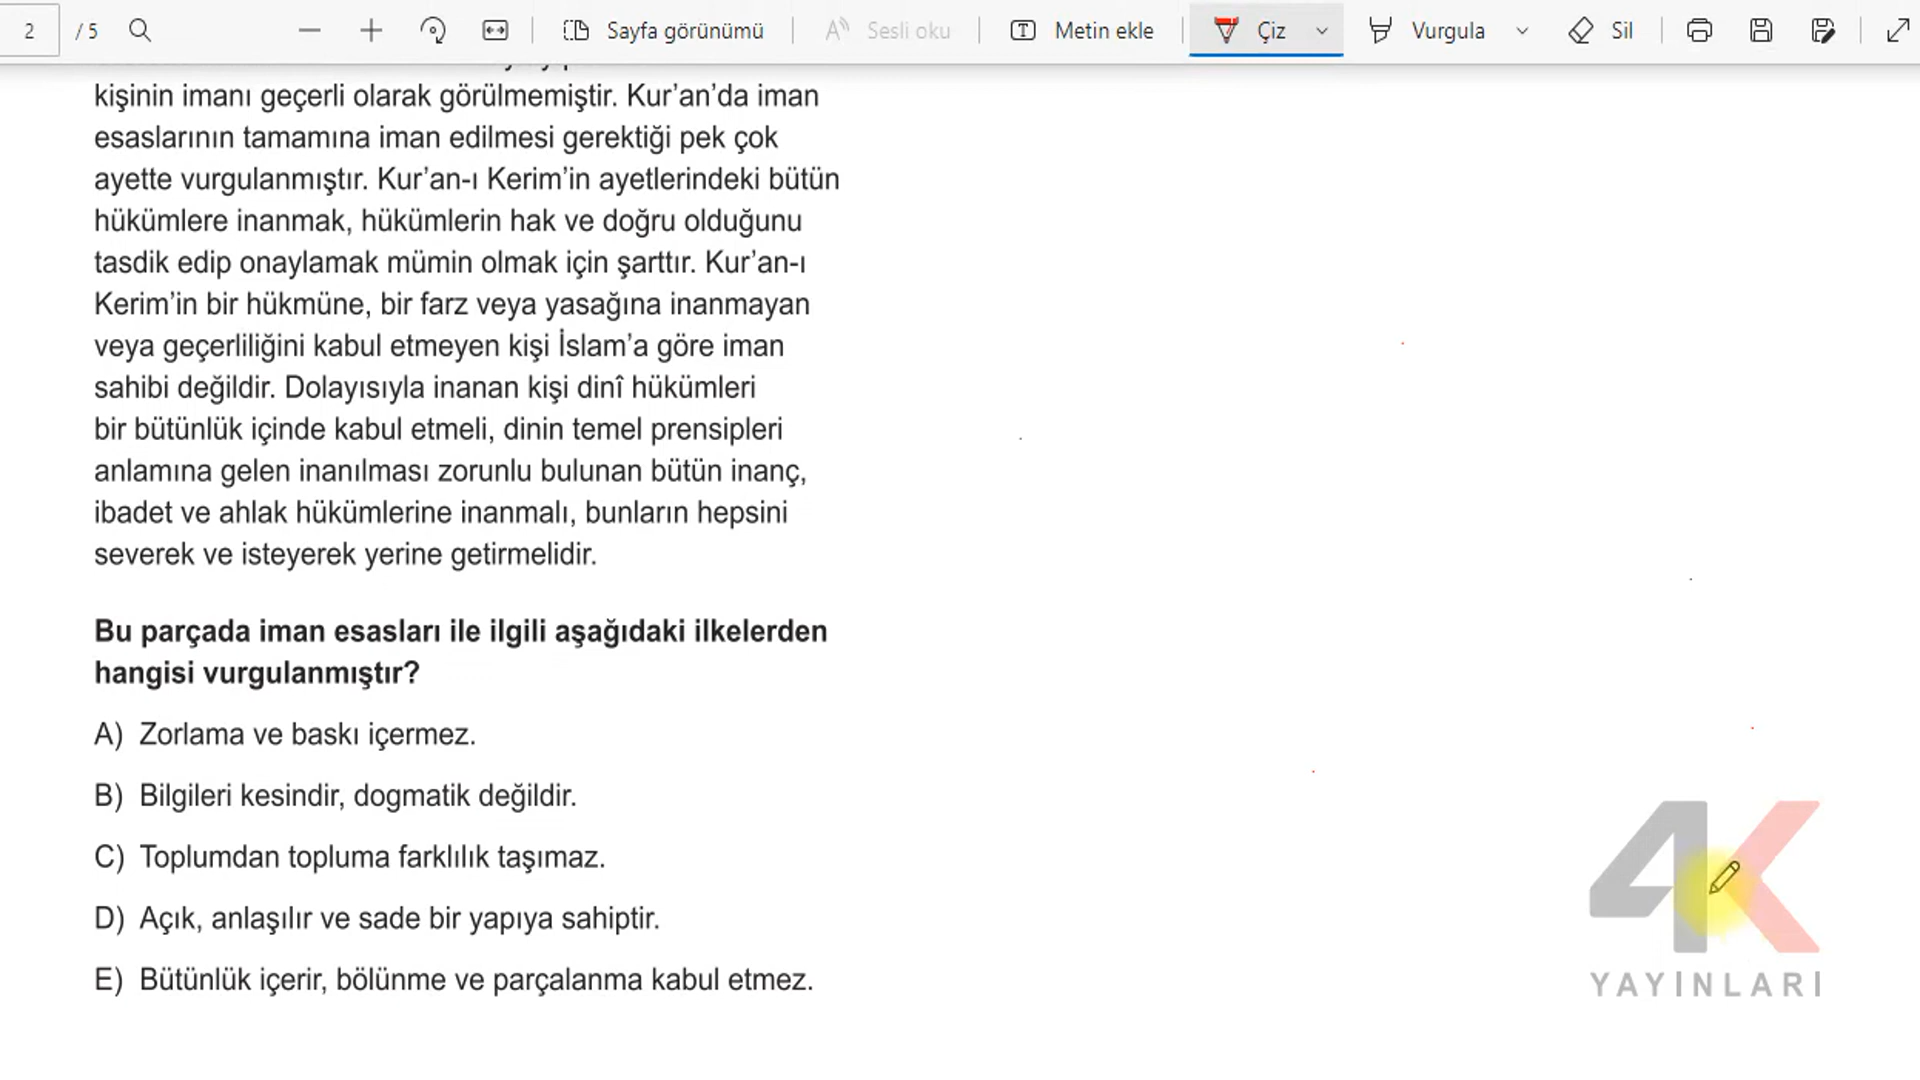 2 / 5 Sayfa görünümü Sesli oku Metin ekle Çiz Vurgula Sil
kişinin imanı geçerli olarak görülmemiştir. Kur’an’da iman
esaslarının tamamına iman edilmesi gerektiği pek çok
ayette vurgulanmıştır. Kur’an-ı Kerim’in ayetlerindeki bütün
hükümlere inanmak, hükümlerin hak ve doğru olduğunu
tasdik edip onaylamak mümin olmak için şarttır. Kur’an-ı
Kerim’in bir hükmüne, bir farz veya yasağına inanmayan
veya geçerliliğini kabul etmeyen kişi İslam’a göre iman
sahibi değildir. Dolayısıyla inanan kişi dinî hükümleri
bir bütünlük içinde kabul etmeli, dinin temel prensipleri
anlamına gelen inanılması zorunlu bulunan bütün inanç,
ibadet ve ahlak hükümlerine inanmalı, bunların hepsini
severek ve isteyerek yerine getirmelidir.
Bu parçada iman esasları ile ilgili aşağıdaki ilkelerden
hangisi vurgulanmıştır?
A) Zorlama ve baskı içermez.
B) Bilgileri kesindir, dogmatik değildir.
C) Toplumdan topluma farklılık taşımaz.
D) Açık, anlaşılır ve sade bir yapıya sahiptir.
E) Bütünlük içerir, bölünme ve parçalanma kabul etmez.
4K
YAYINLARI